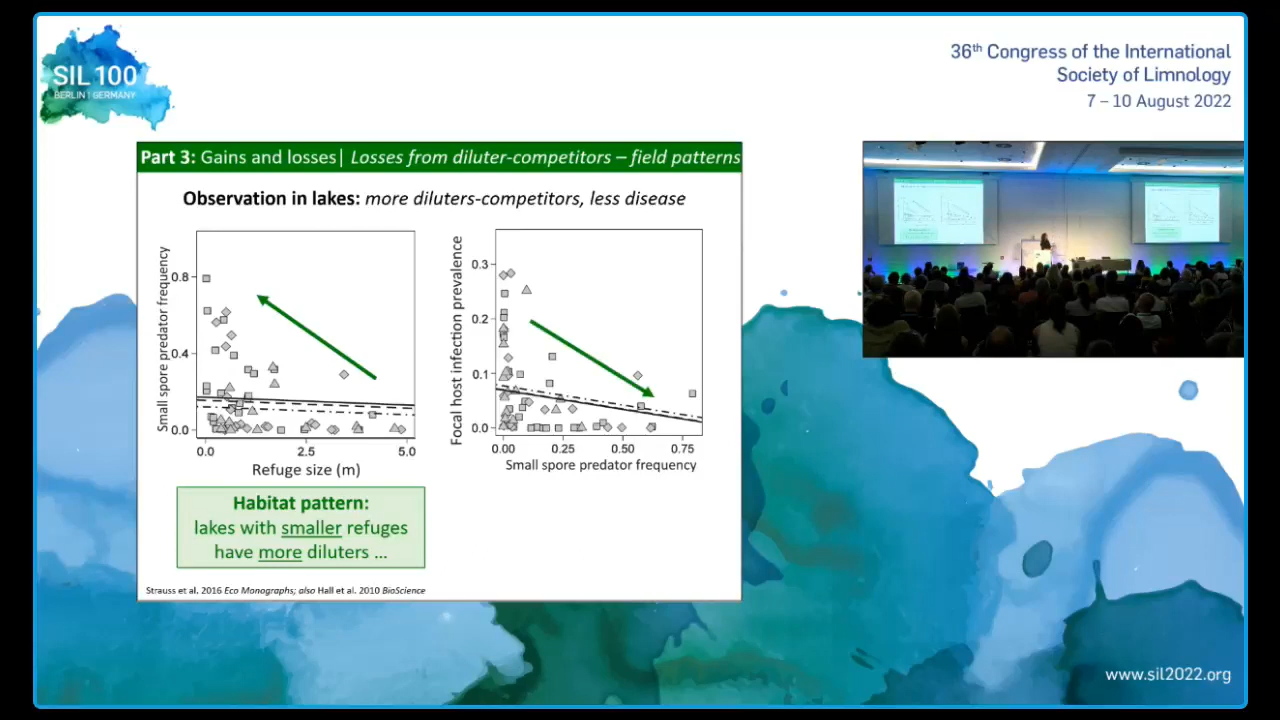 SIL 100
BERLIN | GERMANY
36th Congress of the International
Society of Limnology
7 – 10 August 2022
Part 3: Gains and losses| Losses from diluter-competitors – field patterns
Observation in lakes: more diluters-competitors, less disease
Small spore predator frequency
0.8
0.4
0.0
0.0 2.5 5.0
Refuge size (m)
Focal host infection prevalence
0.3
0.2
0.1
0.0
0.00 0.25 0.50 0.75
Small spore predator frequency
Habitat pattern:
lakes with smaller refuges
have more diluters ...
Strauss et al. 2016 Eco Monographs; also Hall et al. 2010 BioScience
www.sil2022.org